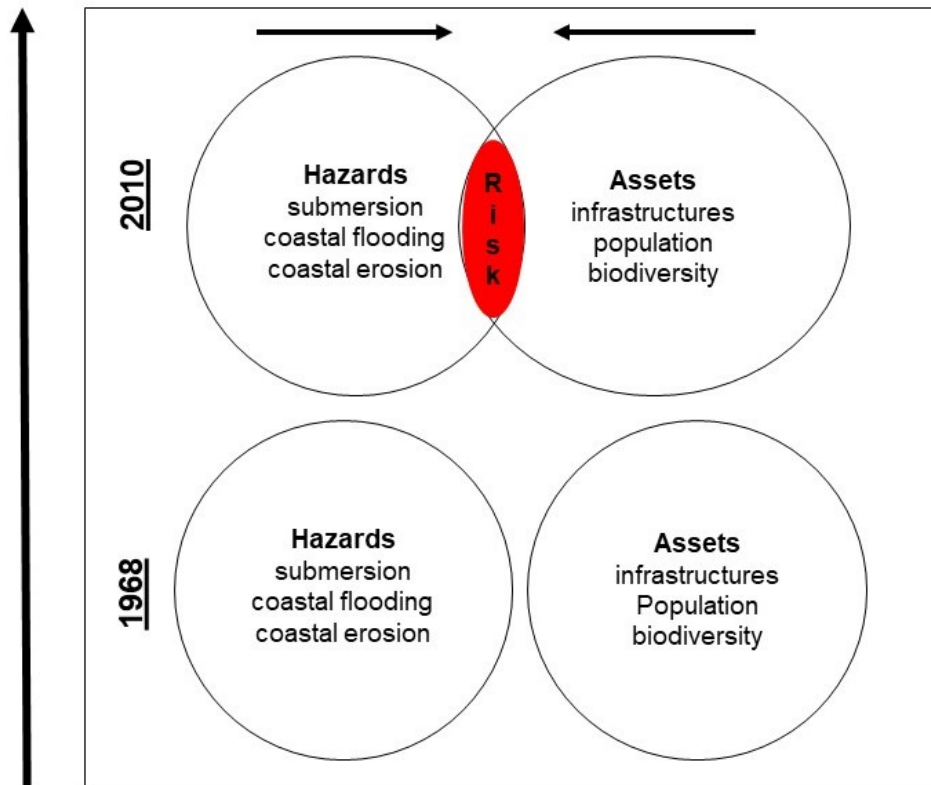 2010
Hazards
submersion
coastal flooding
coastal erosion
Risk
Assets
infrastructures
population
biodiversity
1968
Hazards
submersion
coastal flooding
coastal erosion
Assets
infrastructures
Population
biodiversity